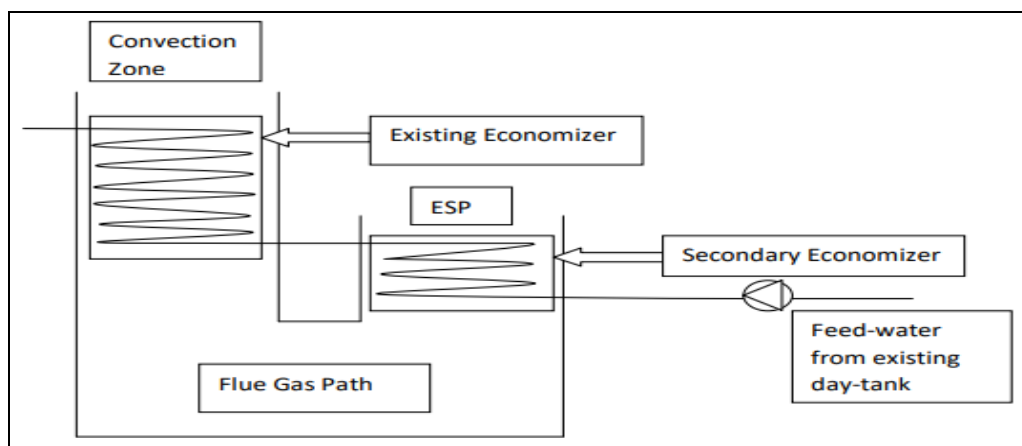 Convection
Zone
Existing Economizer
ESP
Secondary Economizer
Feed-water
from existing
day-tank
Flue Gas Path